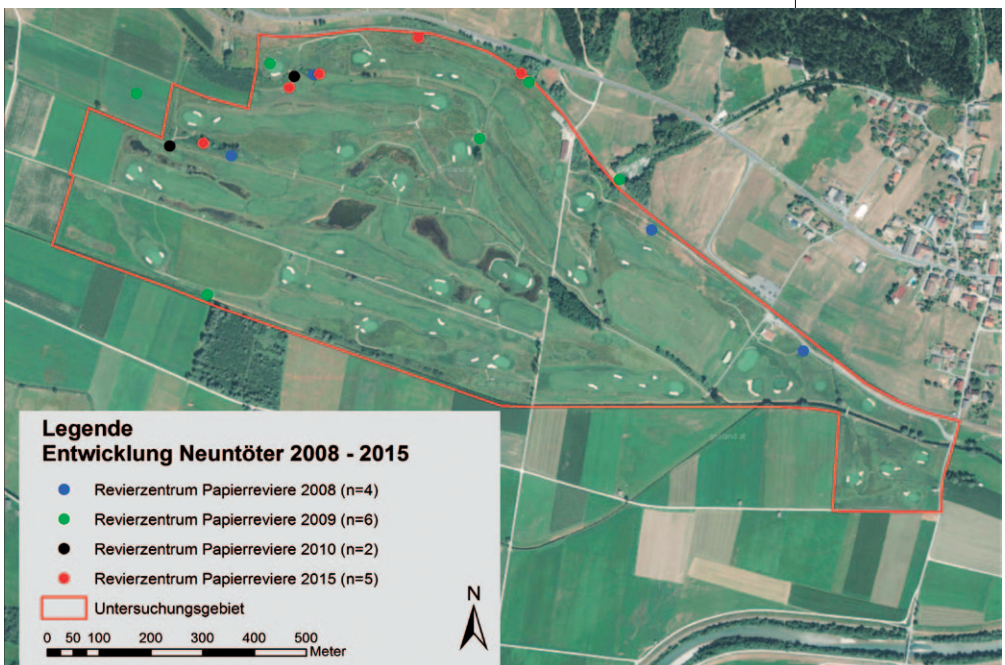 Legende
Entwicklung Neuntöter 2008 - 2015
Revierzentrum Papierreviere 2008 (n=4)
Revierzentrum Papierreviere 2009 (n=6)
Revierzentrum Papierreviere 2010 (n=2)
Revierzentrum Papierreviere 2015 (n=5)
Untersuchungsgebiet
0 50 100 200 300 400 500
Meter
N